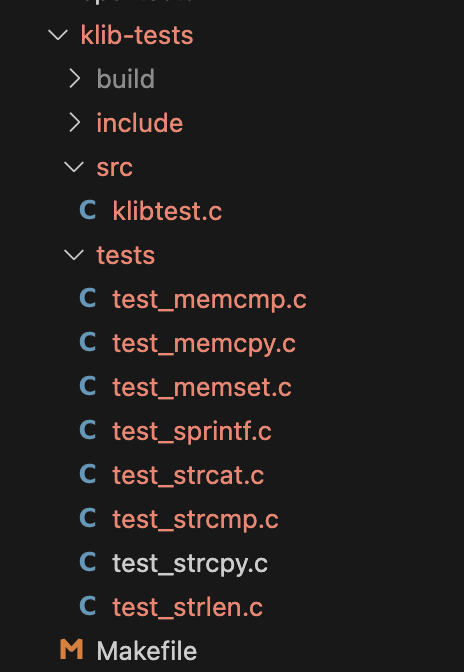 klib-tests
build
include
src
C klibtest.c
tests
C test_memcmp.c
C test_memcpy.c
C test_memset.c
C test_sprintf.c
C test_strcat.c
C test_strcmp.c
C test_strcpy.c
C test_strlen.c
M Makefile